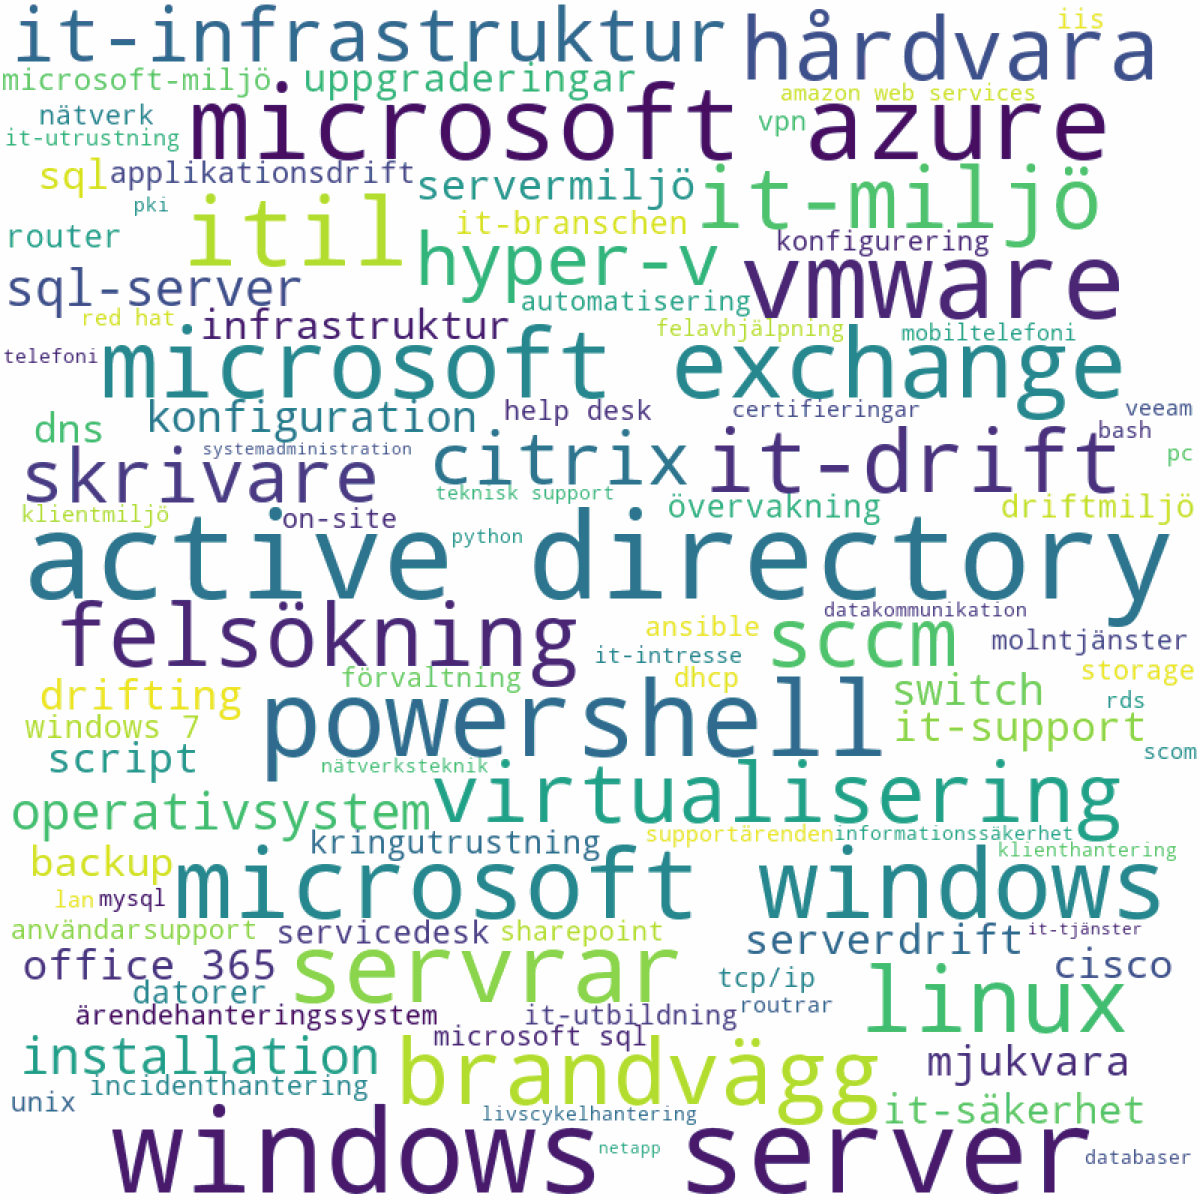 it-infrastruktur
hårdvara
iis
microsoft-miljö
uppgraderingar
amazon web services
nätverk
microsoft azure
vpn
it-utrustning
sql
applikationsdrift
servermiljö
it-miljö
pki
itil
it-branschen
router
hyper-v
konfigurering
vmware
sql-server
automatisering
red hat
infrastruktur
felavhjälpning
mobiltelefoni
telefoni
microsoft exchange
konfiguration
help desk
certifieringar
veeam
dns
bash
systemadministration
citrix
it-drift
pc
skrivare
teknisk support
klientmiljö
on-site
övervakning
driftmiljö
active directory
python
felsökning
datakommunikation
ansible
sccm
molntjänster
it-intresse
förvaltning
dhcp
storage
drifting
switch
rds
powershell
windows 7
it-support
script
scom
nätverksteknik
virtualisering
operativsystem
kringutrustning
supportärenden
informationssäkerhet
klienthantering
backup
microsoft windows
lan
mysql
användarsupport
servicedesk
sharepoint
serverdrift
it-tjänster
office 365
servrar
cisco
datorer
tcp/ip
linux
routrar
ärendehanteringssystem
it-utbildning
microsoft sql
installation
brandvägg
mjukvara
incidenthantering
unix
livscykelhantering
it-säkerhet
windows server
netapp
databaser